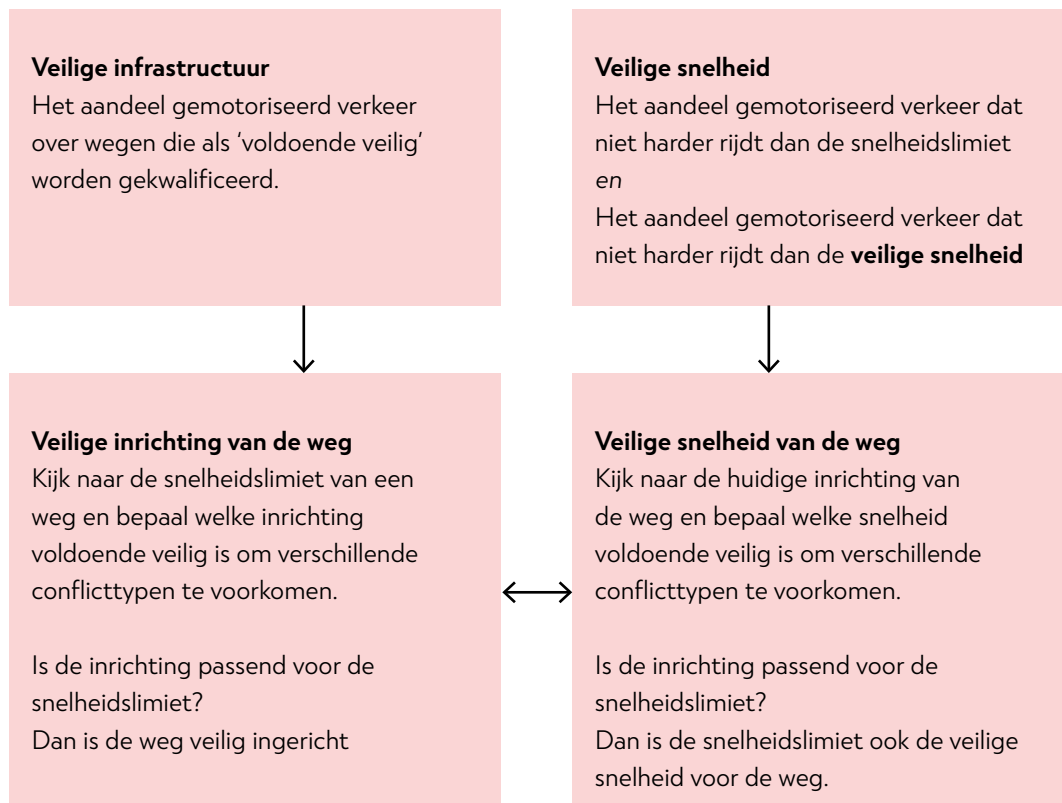 Veilige infrastructuur
Het aandeel gemotoriseerd verkeer
over wegen die als ‘voldoende veilig’
worden gekwalificeerd.
Veilige snelheid
Het aandeel gemotoriseerd verkeer dat
niet harder rijdt dan de snelheidslimiet
en
Het aandeel gemotoriseerd verkeer dat
niet harder rijdt dan de veilige snelheid
Veilige inrichting van de weg
Kijk naar de snelheidslimiet van een
weg en bepaal welke inrichting
voldoende veilig is om verschillende
conflicttypen te voorkomen.
Is de inrichting passend voor de
snelheidslimiet?
Dan is de weg veilig ingericht
Veilige snelheid van de weg
Kijk naar de huidige inrichting van
de weg en bepaal welke snelheid
voldoende veilig is om verschillende
conflicttypen te voorkomen.
Is de inrichting passend voor de
snelheidslimiet?
Dan is de snelheidslimiet ook de veilige
snelheid voor de weg.